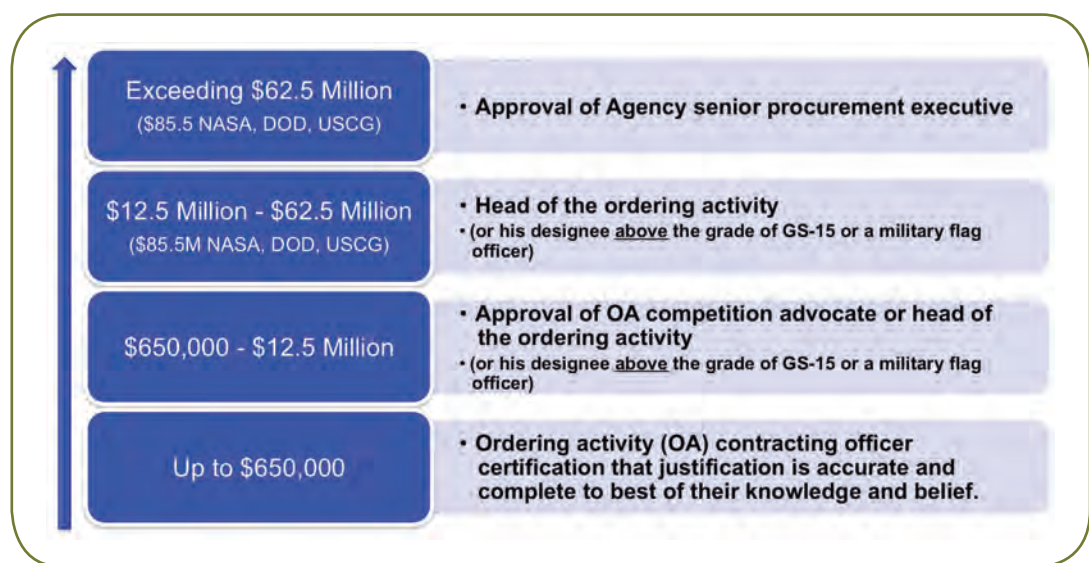 Exceeding $62.5 Million
($85.5 NASA, DOD, USCG)
• Approval of Agency senior procurement executive
$12.5 Million - $62.5 Million
($85.5M NASA, DOD, USCG)
• Head of the ordering activity
• (or his designee above the grade of GS-15 or a military flag
officer)
$650,000 - $12.5 Million
• Approval of OA competition advocate or head of
the ordering activity
• (or his designee above the grade of GS-15 or a military flag
officer)
Up to $650,000
• Ordering activity (OA) contracting officer
certification that justification is accurate and
complete to best of their knowledge and belief.